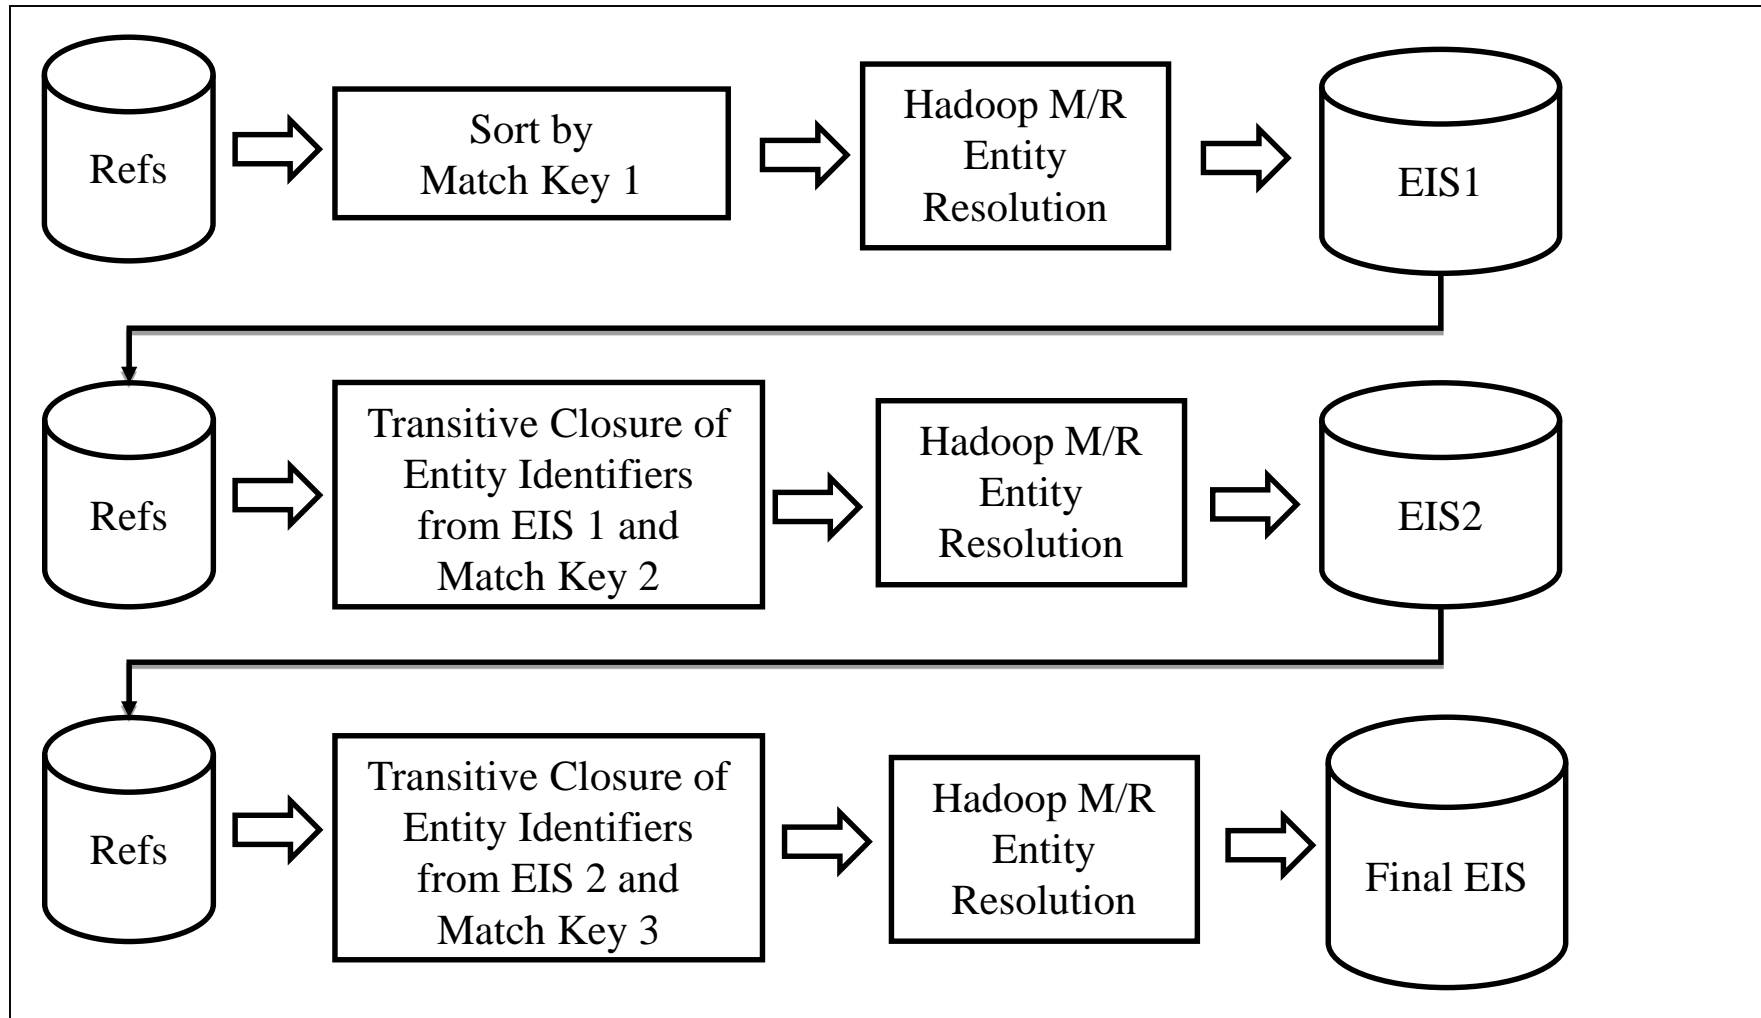 Refs
Sort by
Match Key 1
Hadoop M/R
Entity
Resolution
EIS1
Refs
Transitive Closure of
Entity Identifiers
from EIS 1 and
Match Key 2
Hadoop M/R
Entity
Resolution
EIS2
Refs
Transitive Closure of
Entity Identifiers
from EIS 2 and
Match Key 3
Hadoop M/R
Entity
Resolution
Final EIS